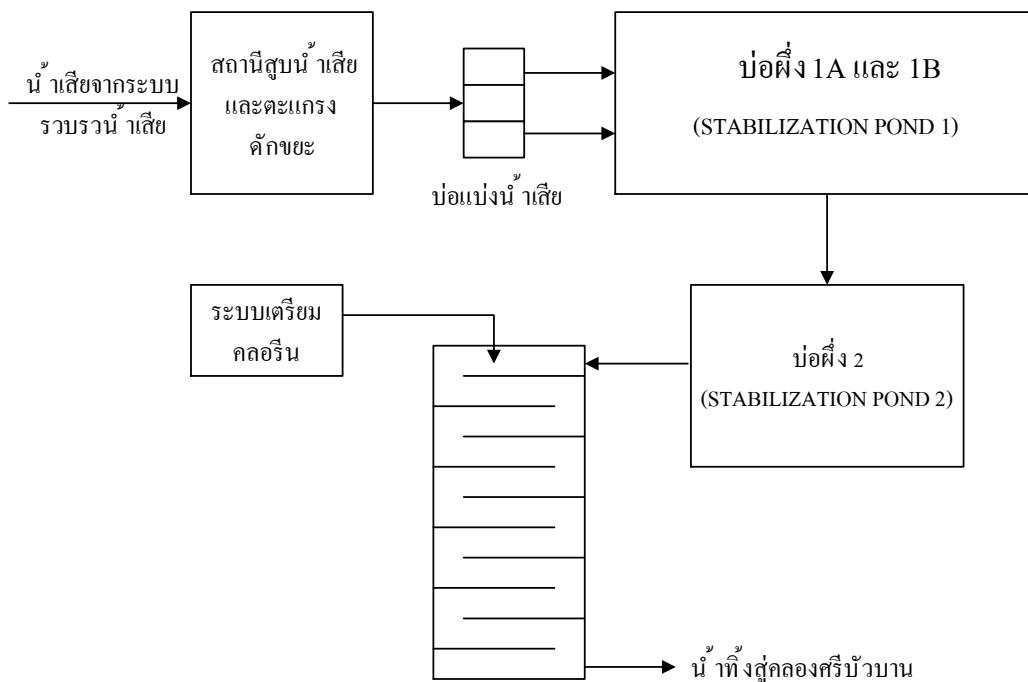 น้ำเสียจากระบบ
รวบรวน้ำเสีย
สถานีสูบน้ำเสีย
และตะแกรง
ดักขยะ
บ่อแบ่งน้ำเสีย
บ่อผึ่ง 1A และ 1B
(STABILIZATION POND 1)
ระบบเตรียม
คลอรีน
บ่อผึ่ง 2
(STABILIZATION POND 2)
น้ำทิ้งสู่คลองศรีบัวบาน